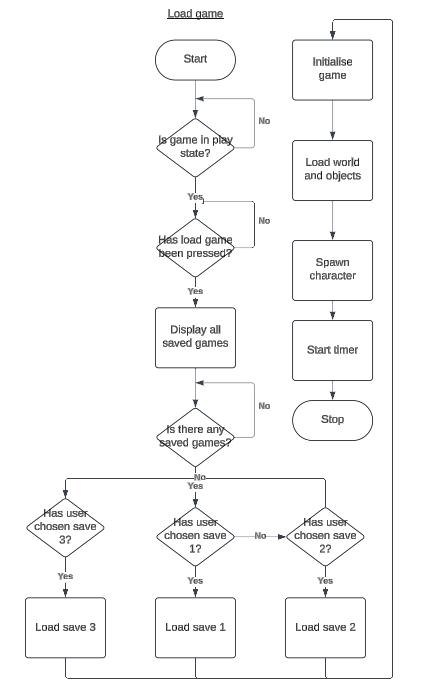 Load game
Start
No
Is game in play
state?
Yes
No
Has load game
been pressed?
Yes
Display all
saved games
No
Is there any
saved games?
No
Yes
Has user
chosen save
3?
Has user
chosen save
1?
No
Has user
chosen save
2?
Yes
Yes
Yes
Load save 3
Load save 1
Load save 2
Initialise
game
Load world
and objects
Spawn
character
Start timer
Stop